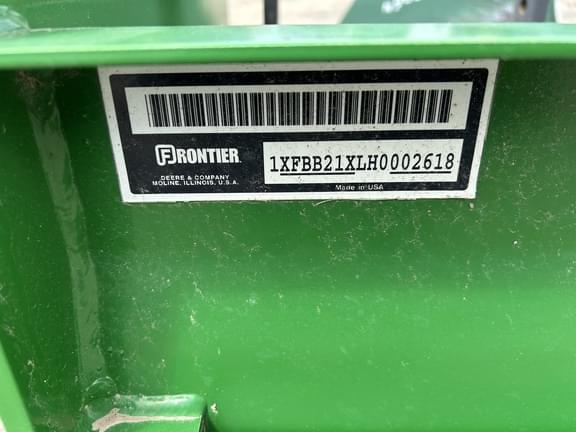 FRONTIER
DEERE & COMPANY
MOLINE, ILLINOIS, U.S.A.
1XFBB21XLH0002618
Made in USA